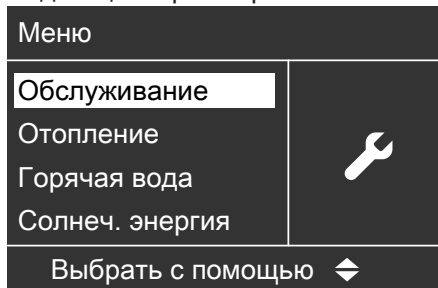 Меню
Обслуживание
Отопление
Горячая вода
Солнеч. энергия
Выбрать с помощью